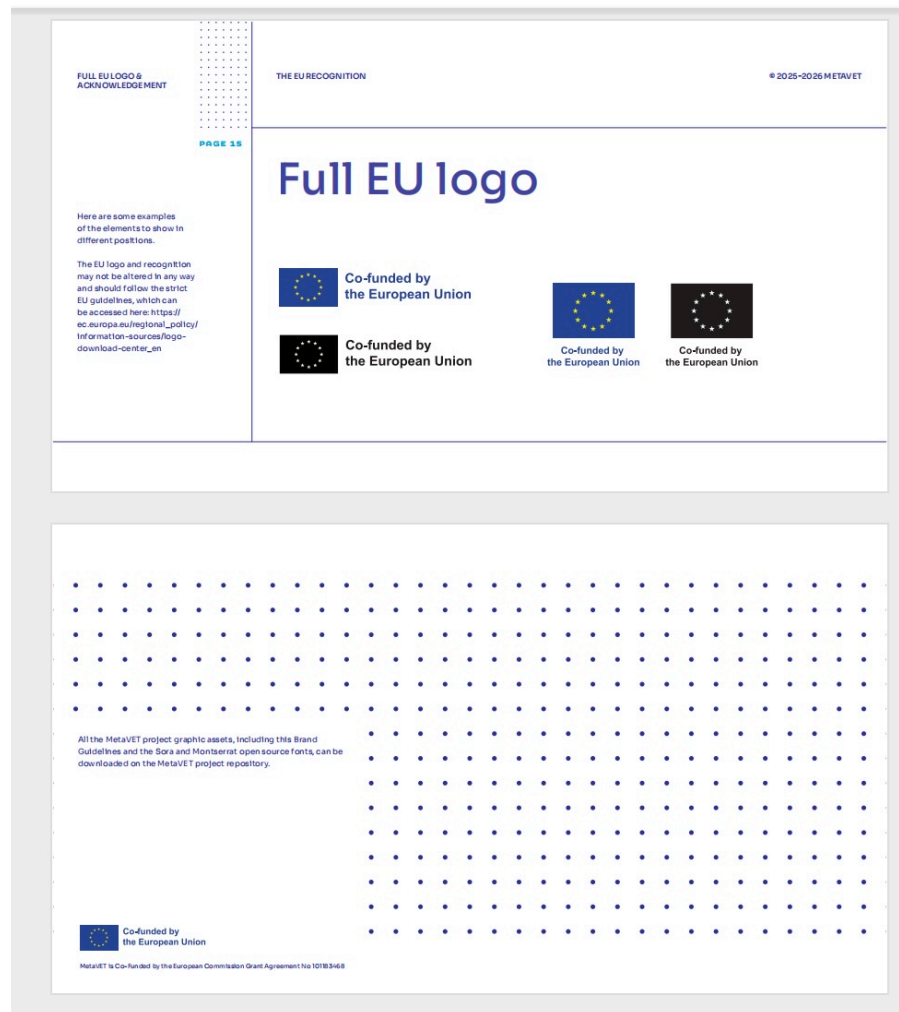 FULL EU LOGO &
ACKNOWLEDGEMENT
THE EU RECOGNITION
© 2025-2026 METAVET
PAGE 15
Full EU logo
Here are some examples
of the elements to show in
different positions.
The EU logo and recognition
may not be altered in any way
and should follow the strict
EU guidelines, which can
be accessed here: https://
ec.europa.eu/regional_policy/
information-sources/logo-
download-center_en
Co-funded by
the European Union
Co-funded by
the European Union
Co-funded by
the European Union
Co-funded by
the European Union
All the MetaVET project graphic assets, including this Brand
Guidelines and the Sora and Montserrat open source fonts, can be
downloaded on the MetaVET project repository.
Co-funded by
the European Union
MetaVET is Co-Funded by the European Commission Grant Agreement No 101183468